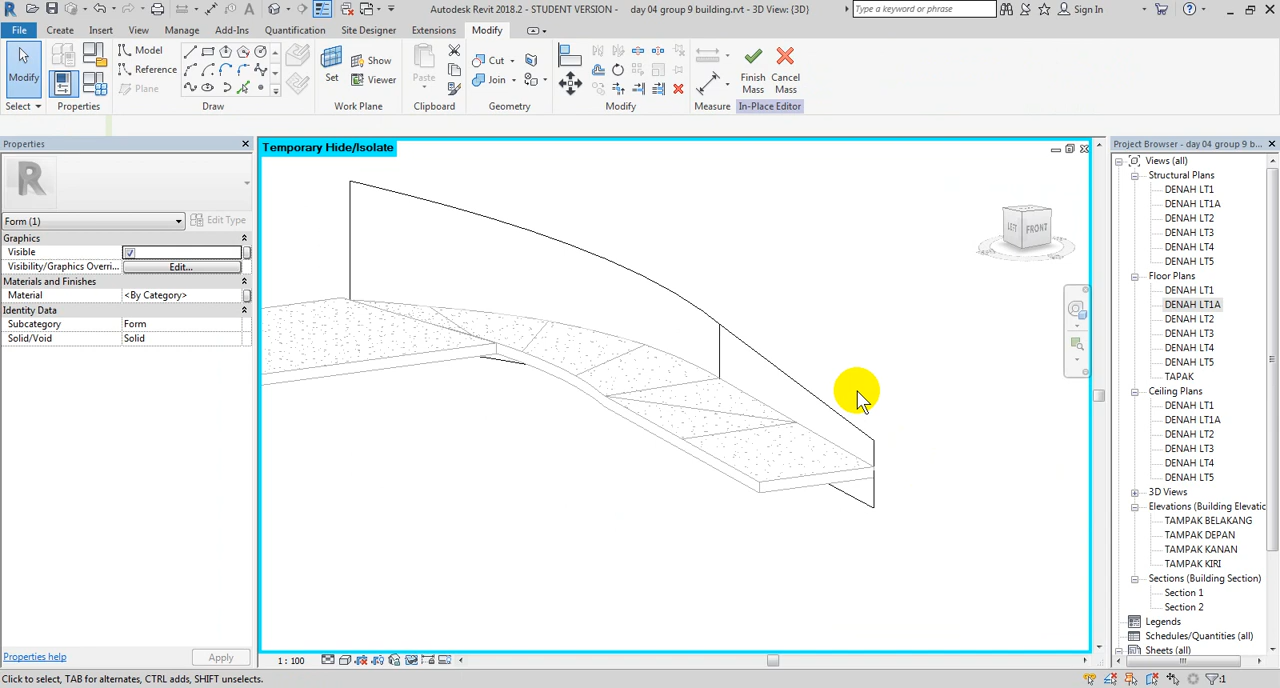 Autodesk Revit 2018.2 - STUDENT VERSION - day 04 group 9 building.rvt - 3D View: {3D}
Type a keyword or phrase
Sign In
File Create Insert View Manage Add-Ins Quantification Site Designer Extensions Modify
Modify
Select
Properties
Model
Reference
Plane
Draw
Set
Show
Viewer
Work Plane
Paste
Clipboard
Cut
Join
Geometry
Modify
Measure
Finish Mass
Cancel Mass
In-Place Editor
Properties
R
Form (1)
Edit Type
Graphics
Visible
Visibility/Graphics Overri... Edit...
Materials and Finishes
Material <By Category>
Identity Data
Subcategory Form
Solid/Void Solid
Properties help
Apply
Temporary Hide/Isolate
LEFT FRONT
1 : 100
Project Browser - day 04 group 9 b...
Views (all)
Structural Plans
DENAH LT1
DENAH LT1A
DENAH LT2
DENAH LT3
DENAH LT4
DENAH LT5
Floor Plans
DENAH LT1
DENAH LT1A
DENAH LT2
DENAH LT3
DENAH LT4
DENAH LT5
TAPAK
Ceiling Plans
DENAH LT1
DENAH LT1A
DENAH LT2
DENAH LT3
DENAH LT4
DENAH LT5
3D Views
Elevations (Building Elevatic
TAMPAK BELAKANG
TAMPAK DEPAN
TAMPAK KANAN
TAMPAK KIRI
Sections (Building Section)
Section 1
Section 2
Legends
Schedules/Quantities (all)
Sheets (all)
Click to select, TAB for alternates, CTRL adds, SHIFT unselects.
:1